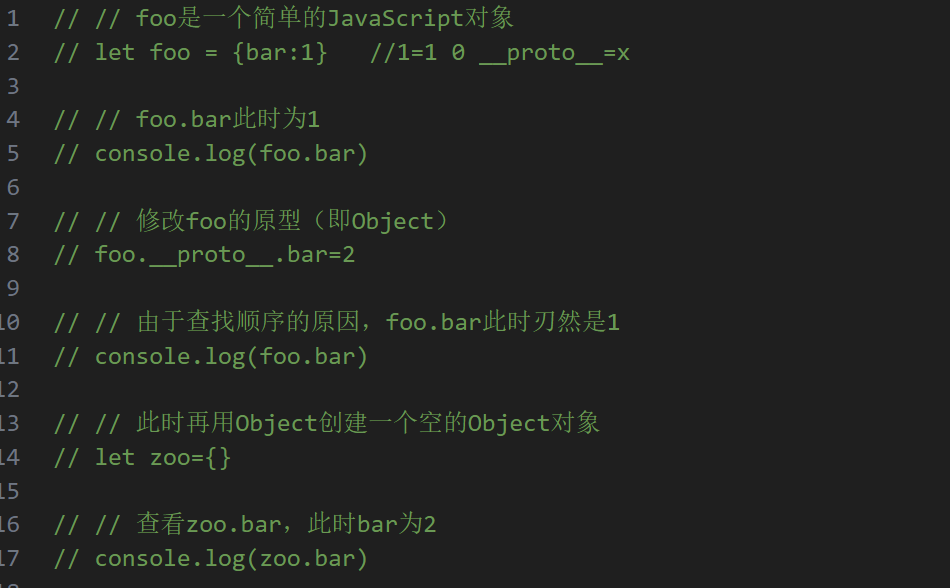 1 // // foo是一个简单的JavaScript对象
2 // let foo = {bar:1}   //1=1 0 __proto__=x
3
4 // // foo.bar此时为1
5 // console.log(foo.bar)
6
7 // // 修改foo的原型（即Object）
8 // foo.__proto__.bar=2
9
10 // // 由于查找顺序的原因，foo.bar此时刃然是1
11 // console.log(foo.bar)
12
13 // // 此时再用Object创建一个空的Object对象
14 // let zoo={}
15
16 // // 查看zoo.bar，此时bar为2
17 // console.log(zoo.bar)